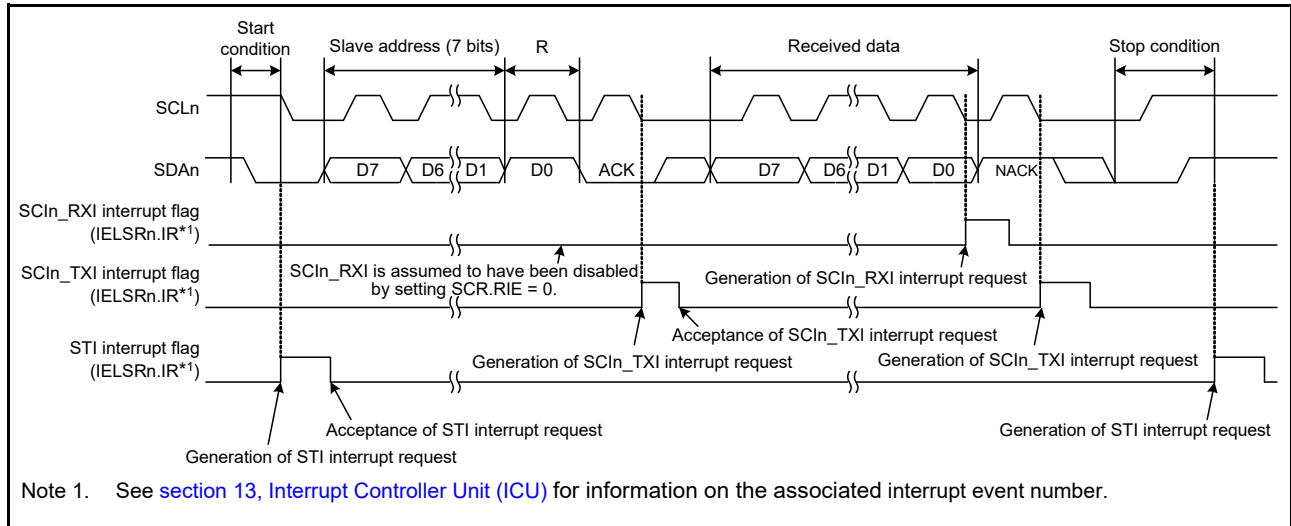 Start
condition
Slave address (7 bits)
R
Received data
Stop condition
SCLn
SDAn
D7
D6
D1
D0
ACK
D7
D6
D1
D0
NACK
SCIn_RXI interrupt flag
(IELSRn.IR*1)
SCIn_RXI is assumed to have been disabled
by setting SCR.RIE = 0.
Generation of SCIn_RXI interrupt request
SCIn_TXI interrupt flag
(IELSRn.IR*1)
Acceptance of SCIn_TXI interrupt request
Generation of SCIn_TXI interrupt request
Generation of SCIn_TXI interrupt request
STI interrupt flag
(IELSRn.IR*1)
Acceptance of STI interrupt request
Generation of STI interrupt request
Generation of STI interrupt request
Note 1. See section 13, Interrupt Controller Unit (ICU) for information on the associated interrupt event number.